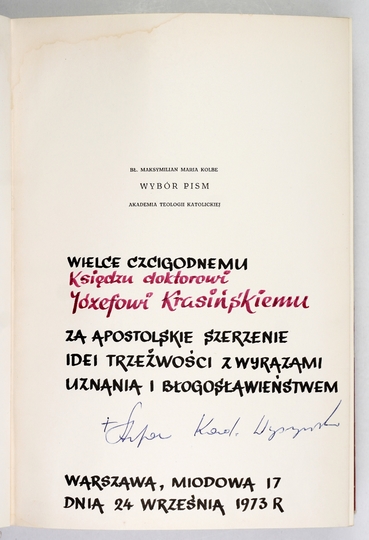 BŁ. MAKSYMILIAN MARIA KOLBE
WYBÓR PISM
AKADEMIA TEOLOGII KATOLICKIEJ
WIELCE CZCIGODNEMU
Księdzu doktorowi
Józefowi Krasińskiemu
ZA APOSTOLSKIE SZERZENIE
IDEI TRZEŹWOŚCI Z WYRAZAMI
UZNANIA I BŁOGOSŁAWIEŃSTWEM
+ Stefan Kard. Wyszyński
WARSZAWA, MIODOWA 17
DNIA 24 WRZEŚNIA 1973 R